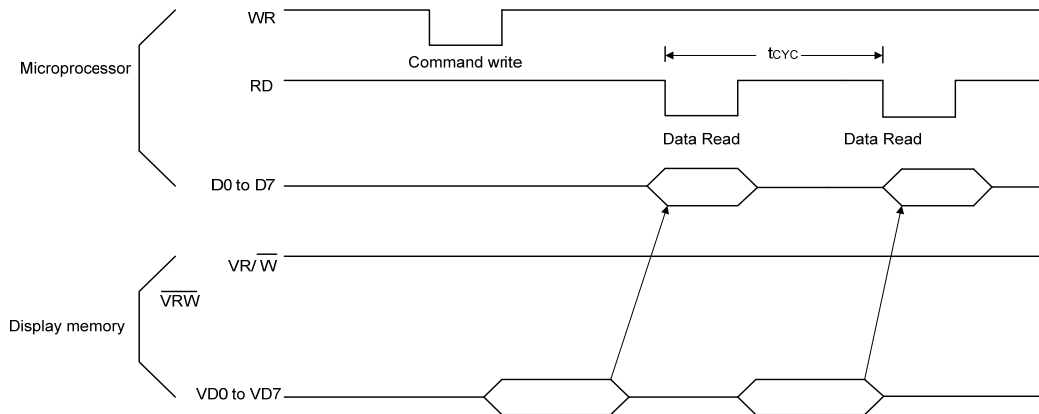 WR
Command write
tCYC
Microprocessor
RD
Data Read Data Read
D0 to D7
VR/W̅
V̅R̅W̅
Display memory
VD0 to VD7